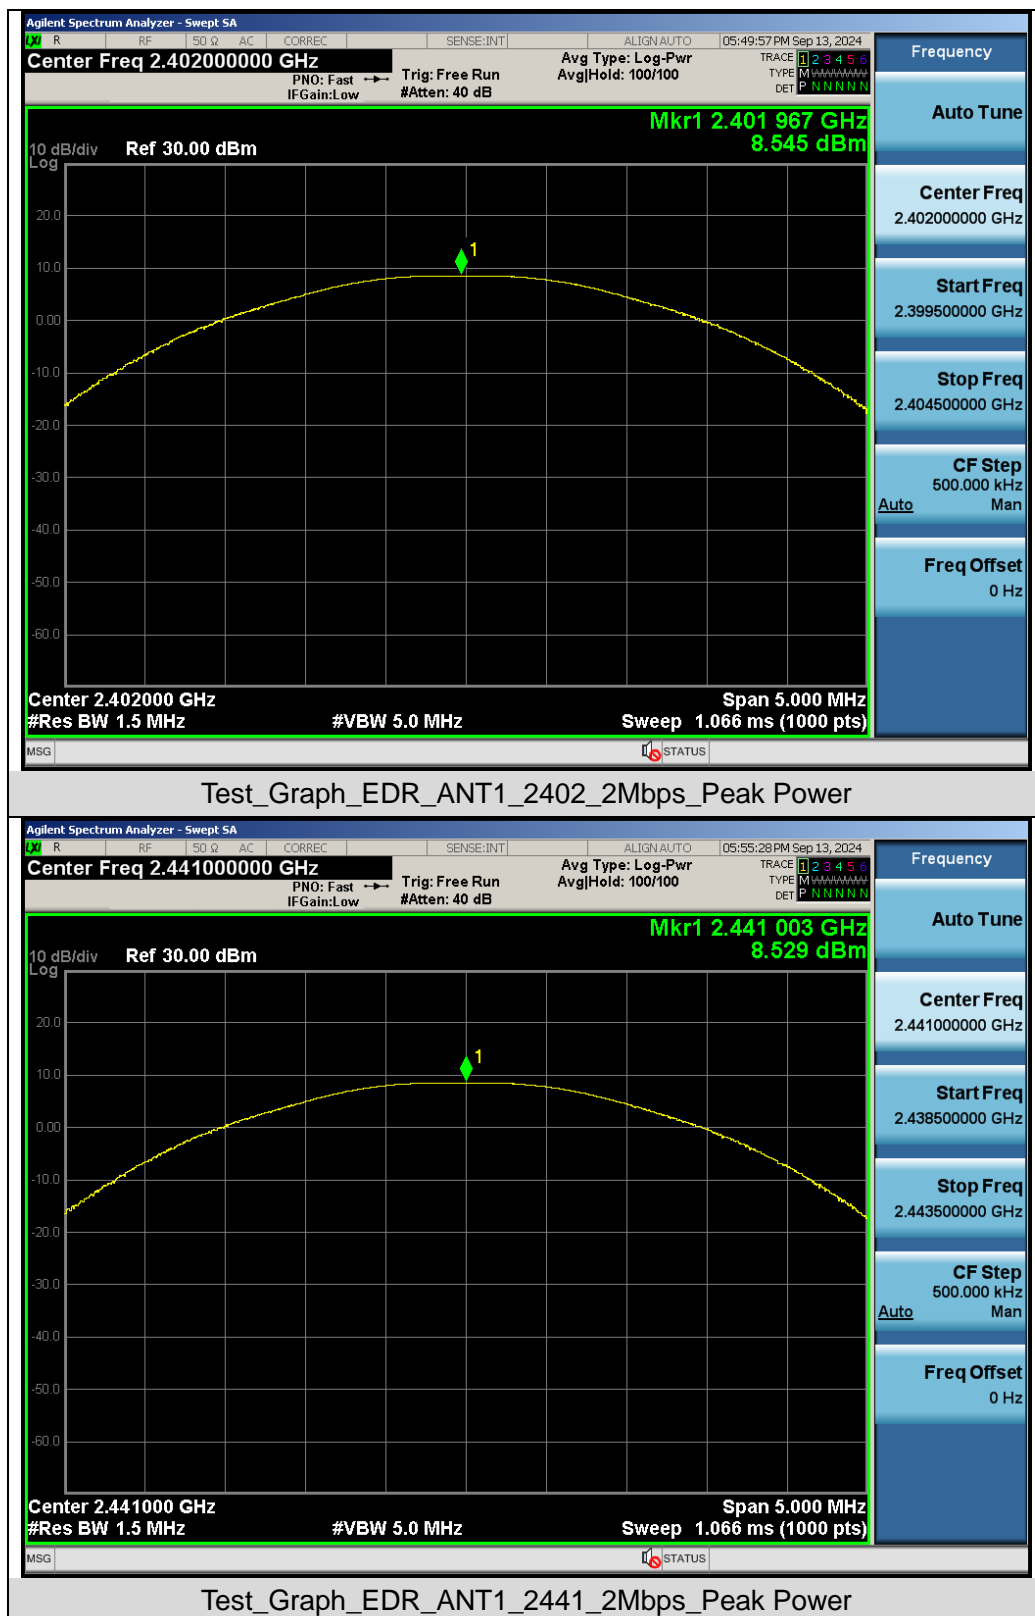 Agilent Spectrum Analyzer - Swept SA
LXI R RF 50 Ω AC CORREC SENSE:INT ALIGN AUTO 05:49:57 PM Sep 13, 2024
Center Freq 2.402000000 GHz
PNO: Fast
IFGain:Low
Trig: Free Run
#Atten: 40 dB
Avg Type: Log-Pwr
Avg|Hold: 100/100
TRACE 1 2 3 4 5 6
TYPE M
DET P N N N N N
Mkr1 2.401 967 GHz
8.545 dBm
10 dB/div Ref 30.00 dBm
Log
20.0
1
10.0
0.00
-10.0
-20.0
-30.0
-40.0
-50.0
-60.0
Center 2.402000 GHz Span 5.000 MHz
#Res BW 1.5 MHz #VBW 5.0 MHz Sweep 1.066 ms (1000 pts)
MSG STATUS
Frequency
Auto Tune
Center Freq
2.402000000 GHz
Start Freq
2.399500000 GHz
Stop Freq
2.404500000 GHz
CF Step
500.000 kHz
Auto Man
Freq Offset
0 Hz
Test_Graph_EDR_ANT1_2402_2Mbps_Peak Power
Agilent Spectrum Analyzer - Swept SA
LXI R RF 50 Ω AC CORREC SENSE:INT ALIGN AUTO 05:55:28 PM Sep 13, 2024
Center Freq 2.441000000 GHz
PNO: Fast
IFGain:Low
Trig: Free Run
#Atten: 40 dB
Avg Type: Log-Pwr
Avg|Hold: 100/100
TRACE 1 2 3 4 5 6
TYPE M
DET P N N N N N
Mkr1 2.441 003 GHz
8.529 dBm
10 dB/div Ref 30.00 dBm
Log
20.0
1
10.0
0.00
-10.0
-20.0
-30.0
-40.0
-50.0
-60.0
Center 2.441000 GHz Span 5.000 MHz
#Res BW 1.5 MHz #VBW 5.0 MHz Sweep 1.066 ms (1000 pts)
MSG STATUS
Frequency
Auto Tune
Center Freq
2.441000000 GHz
Start Freq
2.438500000 GHz
Stop Freq
2.443500000 GHz
CF Step
500.000 kHz
Auto Man
Freq Offset
0 Hz
Test_Graph_EDR_ANT1_2441_2Mbps_Peak Power